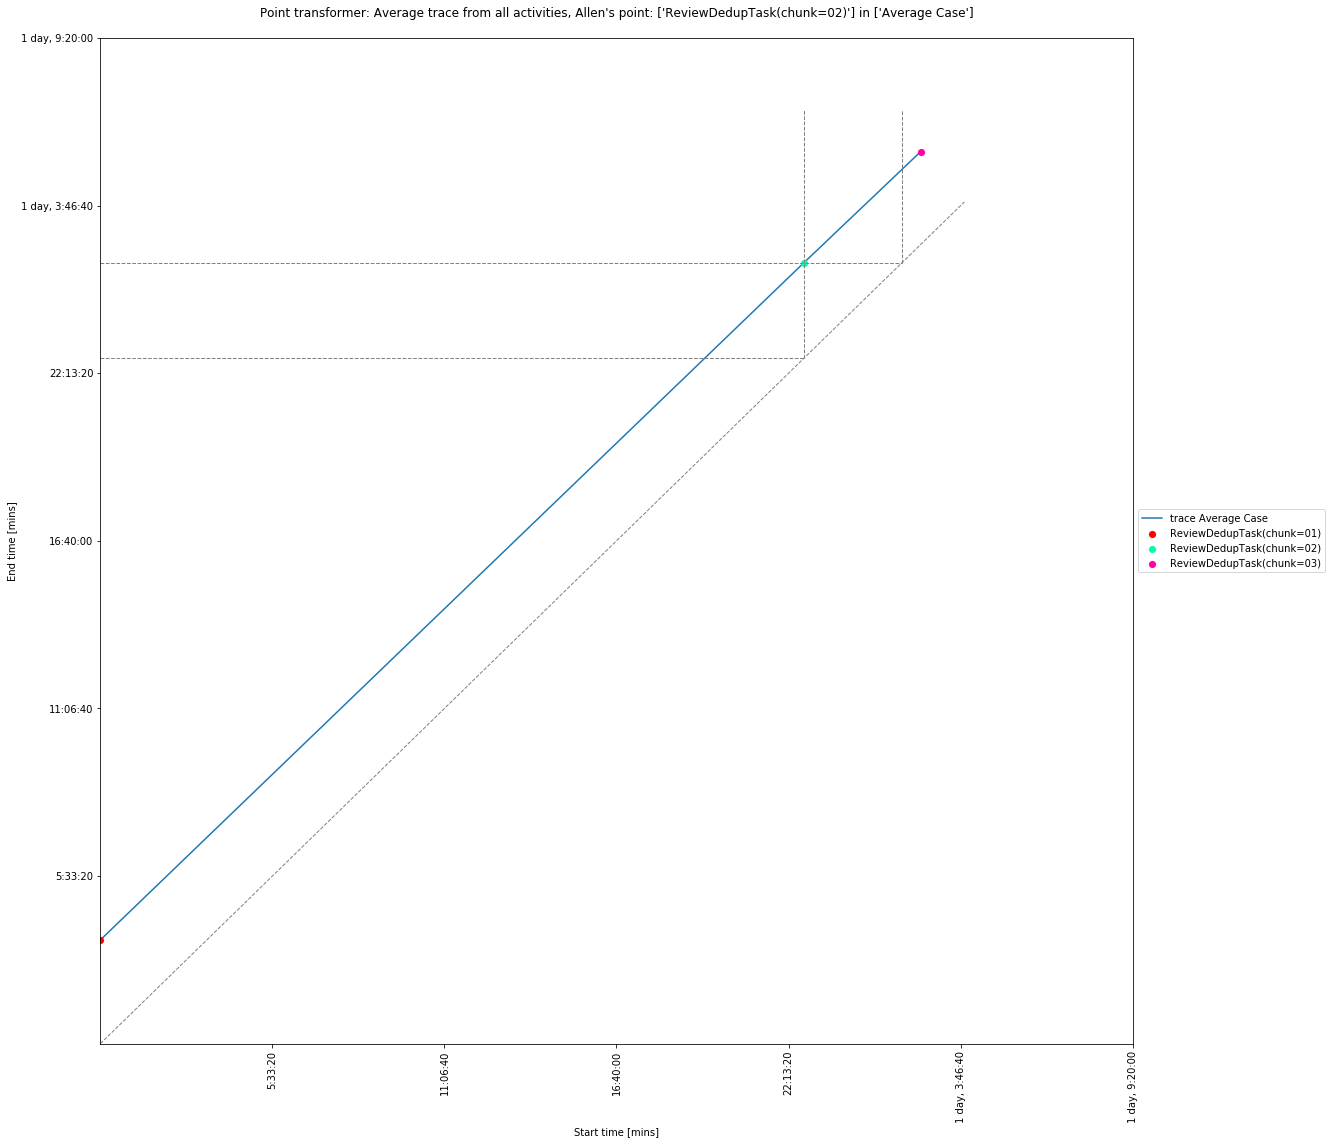 Point transformer: Average trace from all activities, Allen's point: ['ReviewDedupTask(chunk=02)'] in ['Average Case']
1 day, 9:20:00
1 day, 3:46:40
22:13:20
16:40:00
11:06:40
5:33:20
End time [mins]
5:33:20
11:06:40
16:40:00
22:13:20
1 day, 3:46:40
1 day, 9:20:00
Start time [mins]
trace Average Case
ReviewDedupTask(chunk=01)
ReviewDedupTask(chunk=02)
ReviewDedupTask(chunk=03)